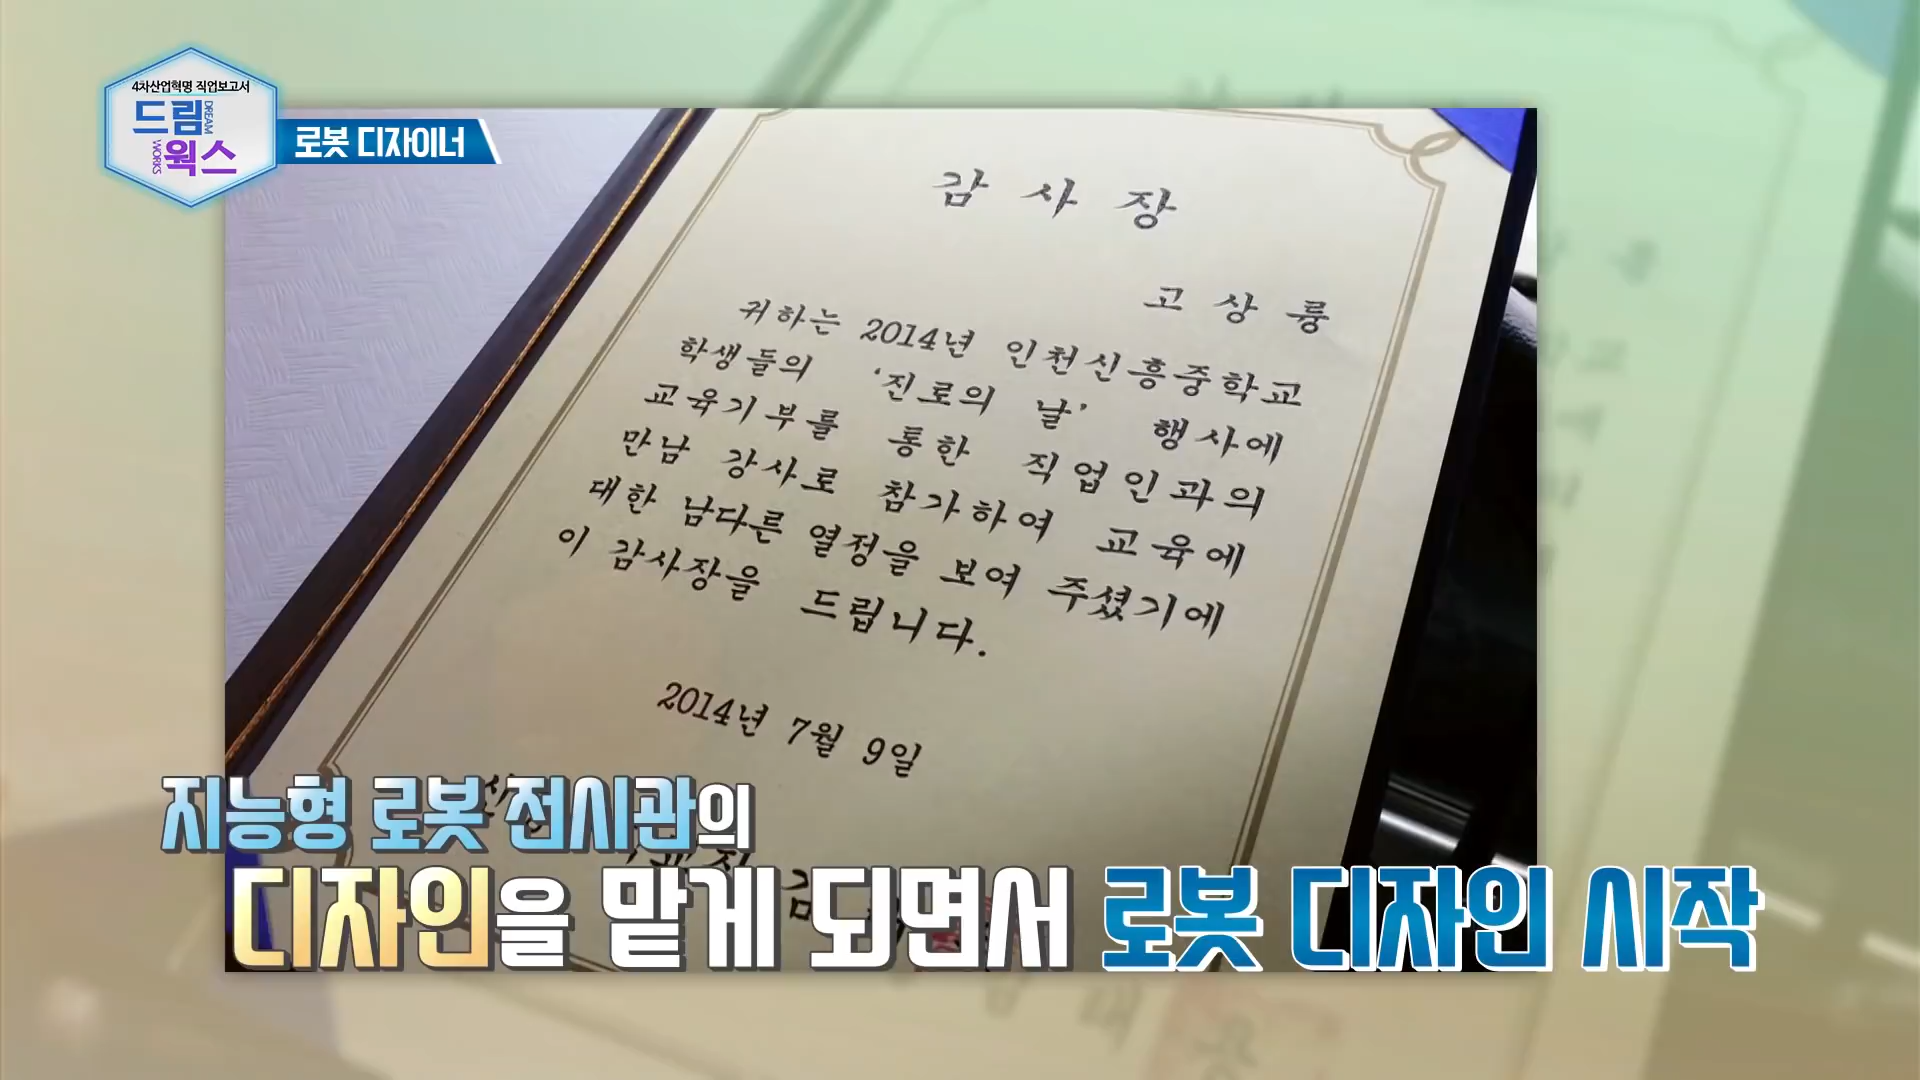 4차산업혁명 직업보고서
드림
DREAM
WORKS
웍스
로봇 디자이너
감 사 장
고 상 륭
귀하는 2014년 인천신흥중학교
학생들의 '진로의 날' 행사에
교육기부를 통한 직업인과의
만남 강사로 참가하여 교육에
대한 남다른 열정을 보여 주셨기에
이 감사장을 드립니다.
2014년 7월 9일
지능형 로봇 전시관의
디자인을 맡게 되면서 로봇 디자인 시작